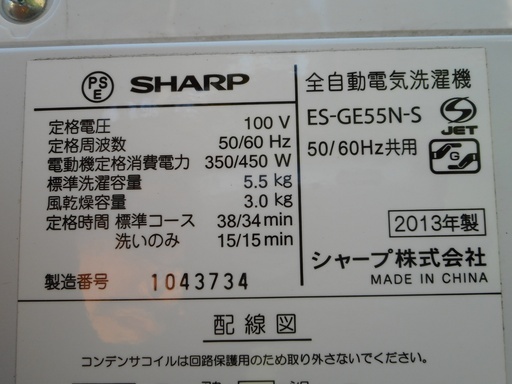 PS E SHARP
定格電圧 100 V
定格周波数 50/60 Hz
電動機定格消費電力 350/450 W
標準洗濯容量 5.5 kg
風乾燥容量 3.0 kg
定格時間 標準コース 38/34 min
洗いのみ 15/15 min
製造番号 1043734
全自動電気洗濯機
ES-GE55N-S
JET
50/60Hz共用
G
2013年製
シャープ株式会社
MADE IN CHINA
配線図
コンデンサコイルは回路保護用のため取り外さないでください。